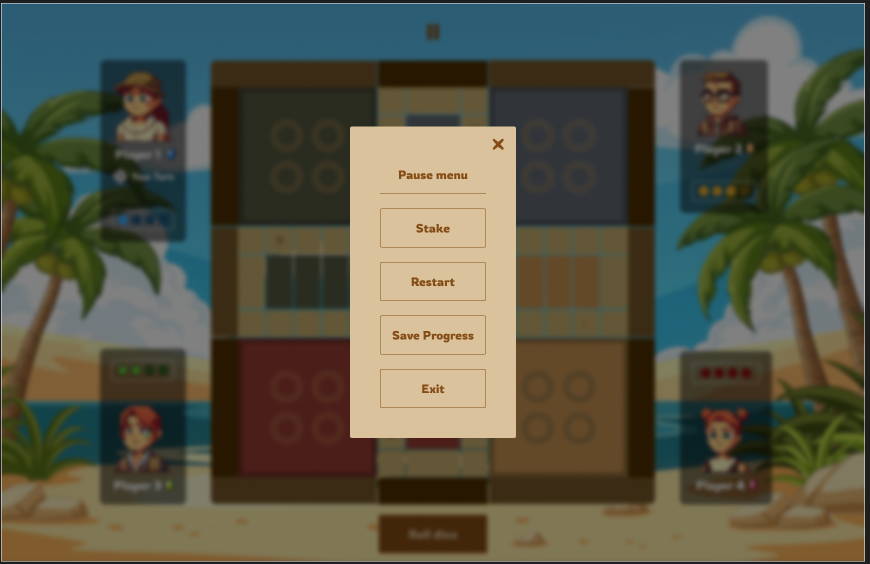 Player 1
Your Turn
Player 2
Pause menu
Stake
Restart
Save Progress
Exit
Player 3
Player 4
Roll dice